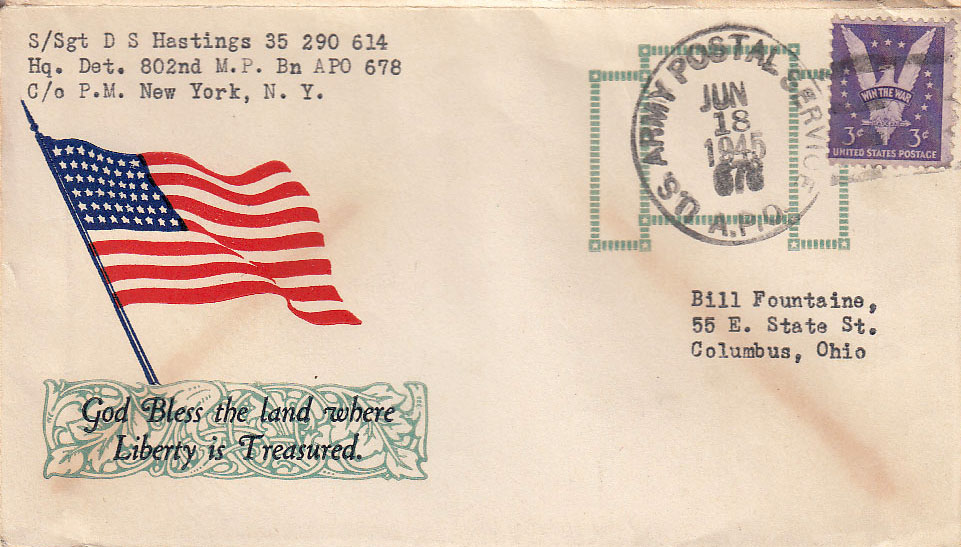 S/Sgt D S Hastings 35 290 614
Hq. Det. 802nd M.P. Bn APO 678
C/o P.M. New York, N. Y.
U.S. ARMY POSTAL SERVICE
JUN
18
1945
678
A.P.O.
WIN THE WAR
3¢ 3¢
UNITED STATES POSTAGE
Bill Fountaine,
55 E. State St.
Columbus, Ohio
God Bless the land where
Liberty is Treasured.